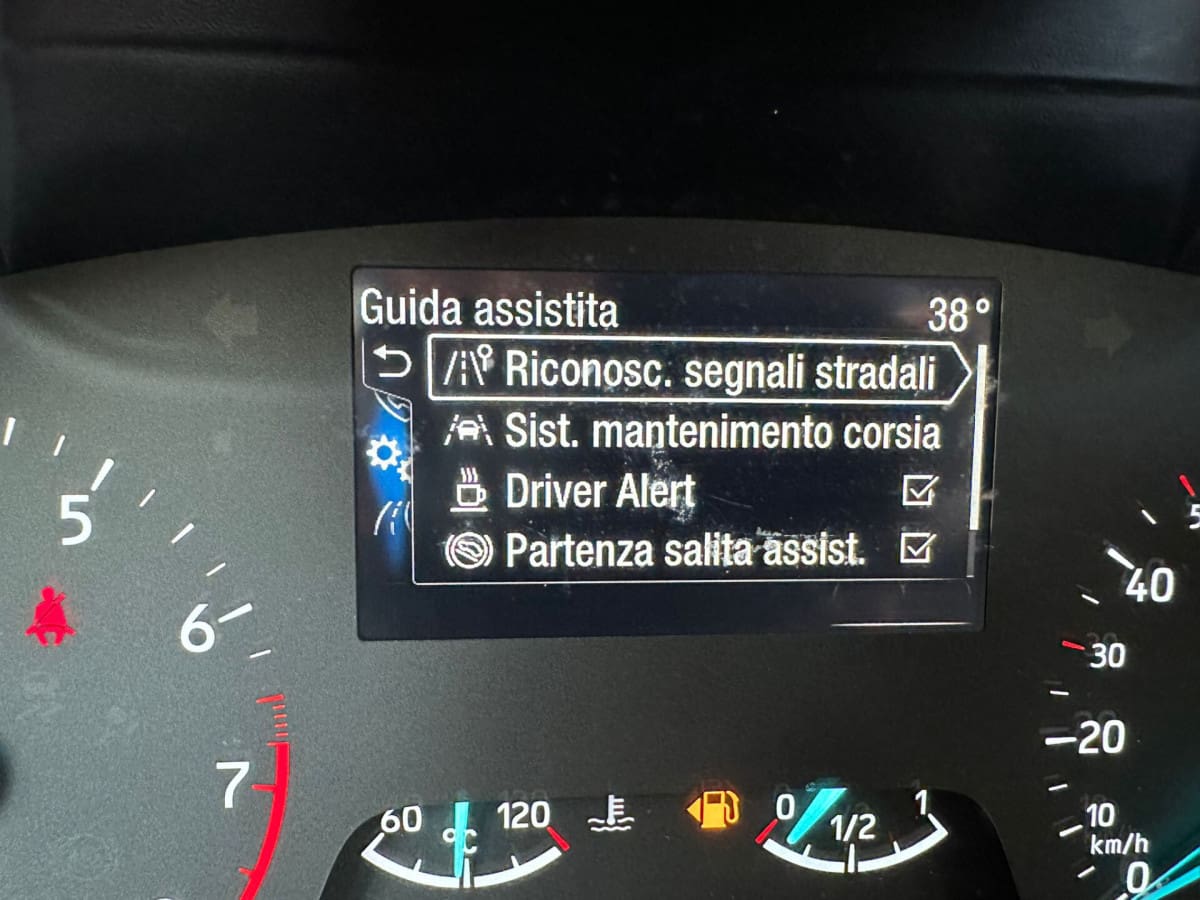 Guida assistita 38°
Riconosc. segnali stradali
Sist. mantenimento corsia
Driver Alert
Partenza salita assist.
5
6
7
60 120
°C
0 1/2 1
40
30
20
10
km/h
0